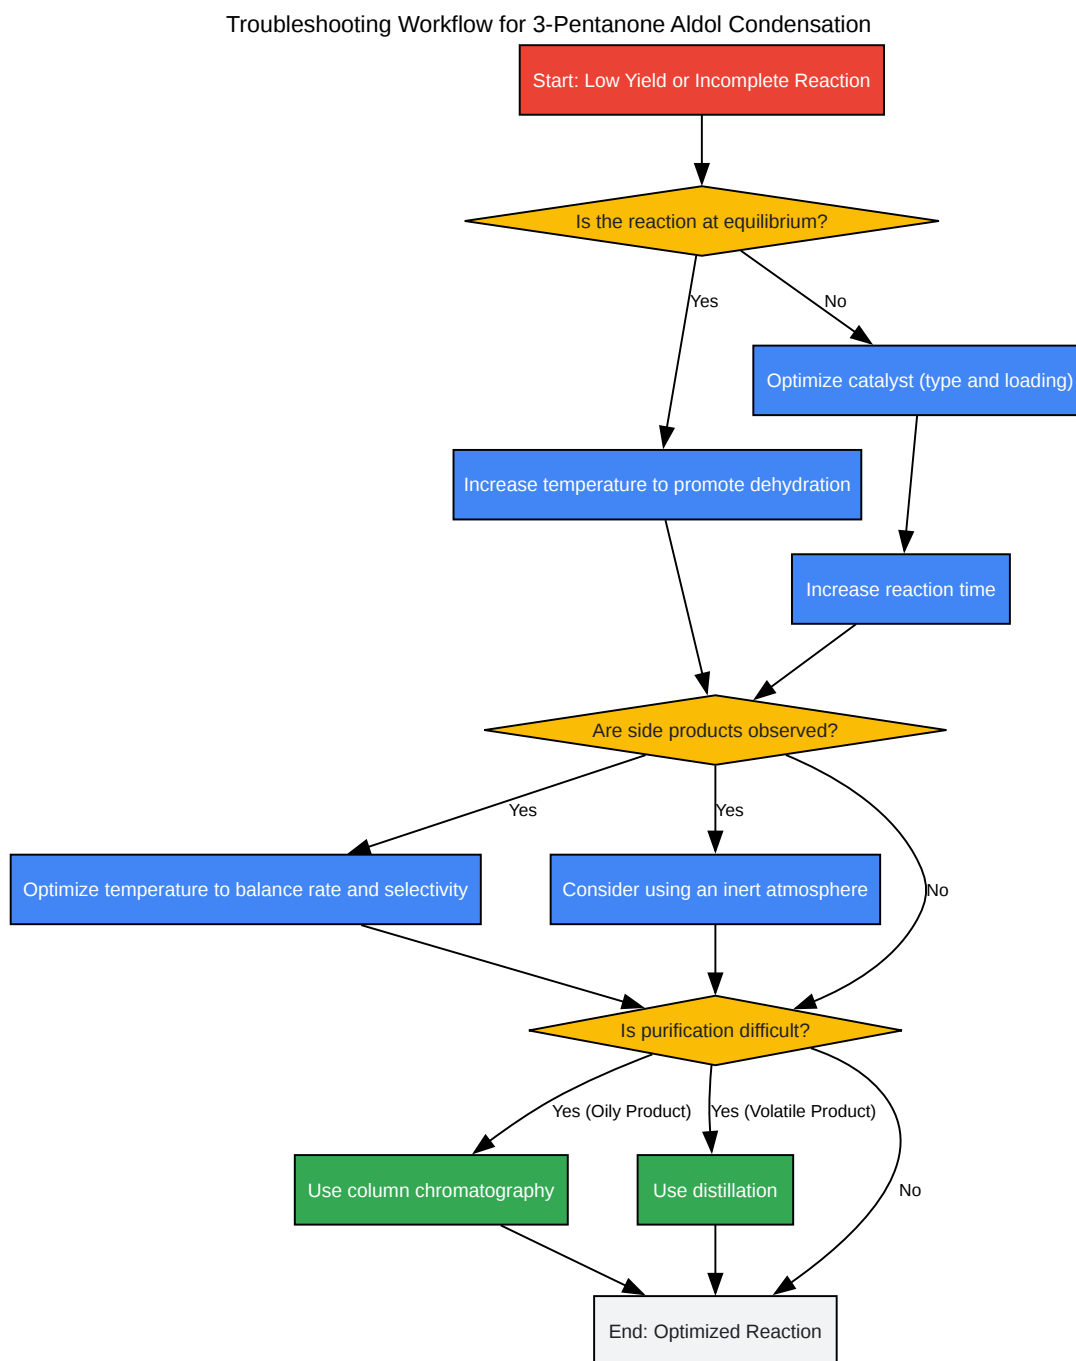 Troubleshooting Workflow for 3-Pentanone Aldol Condensation
Start: Low Yield or Incomplete Reaction
Is the reaction at equilibrium?
Yes
No
Optimize catalyst (type and loading)
Increase temperature to promote dehydration
Increase reaction time
Are side products observed?
Yes
Yes
Optimize temperature to balance rate and selectivity
Consider using an inert atmosphere
No
Is purification difficult?
Yes (Oily Product)
Yes (Volatile Product)
Use column chromatography
Use distillation
No
End: Optimized Reaction